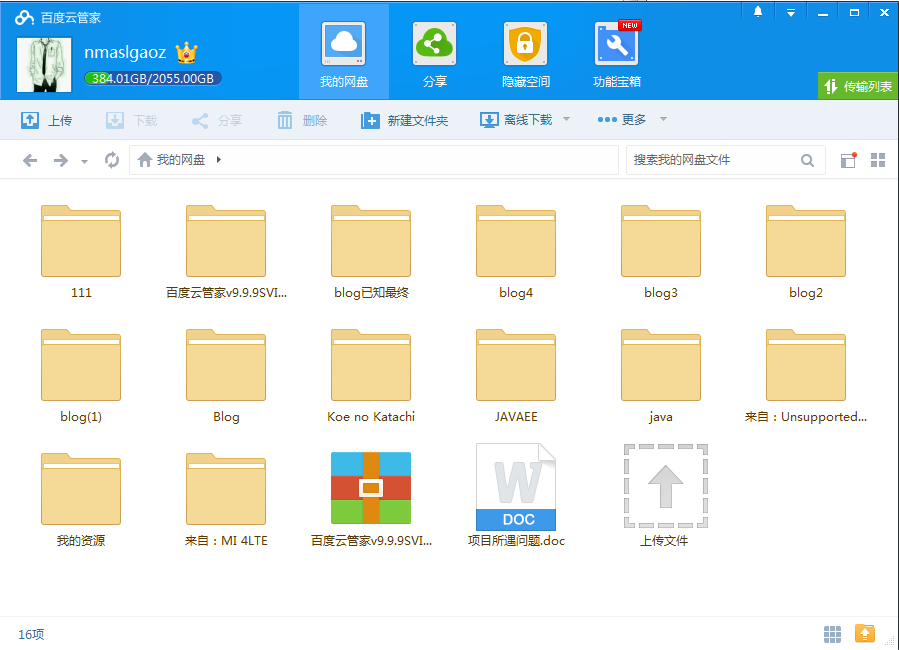 百度云管家
nmaslgaoz
384.01GB/2055.00GB
我的网盘
分享
隐藏空间
NEW
功能宝箱
传输列表
上传
下载
分享
删除
新建文件夹
离线下载
更多
我的网盘
搜索我的网盘文件
111
百度云管家v9.9.9SVI...
blog已知最终
blog4
blog3
blog2
blog(1)
Blog
Koe no Katachi
JAVAEE
java
来自：Unsupported...
W
DOC
我的资源
来自：MI 4LTE
百度云管家v9.9.9SVI...
项目所遇问题.doc
上传文件
16项